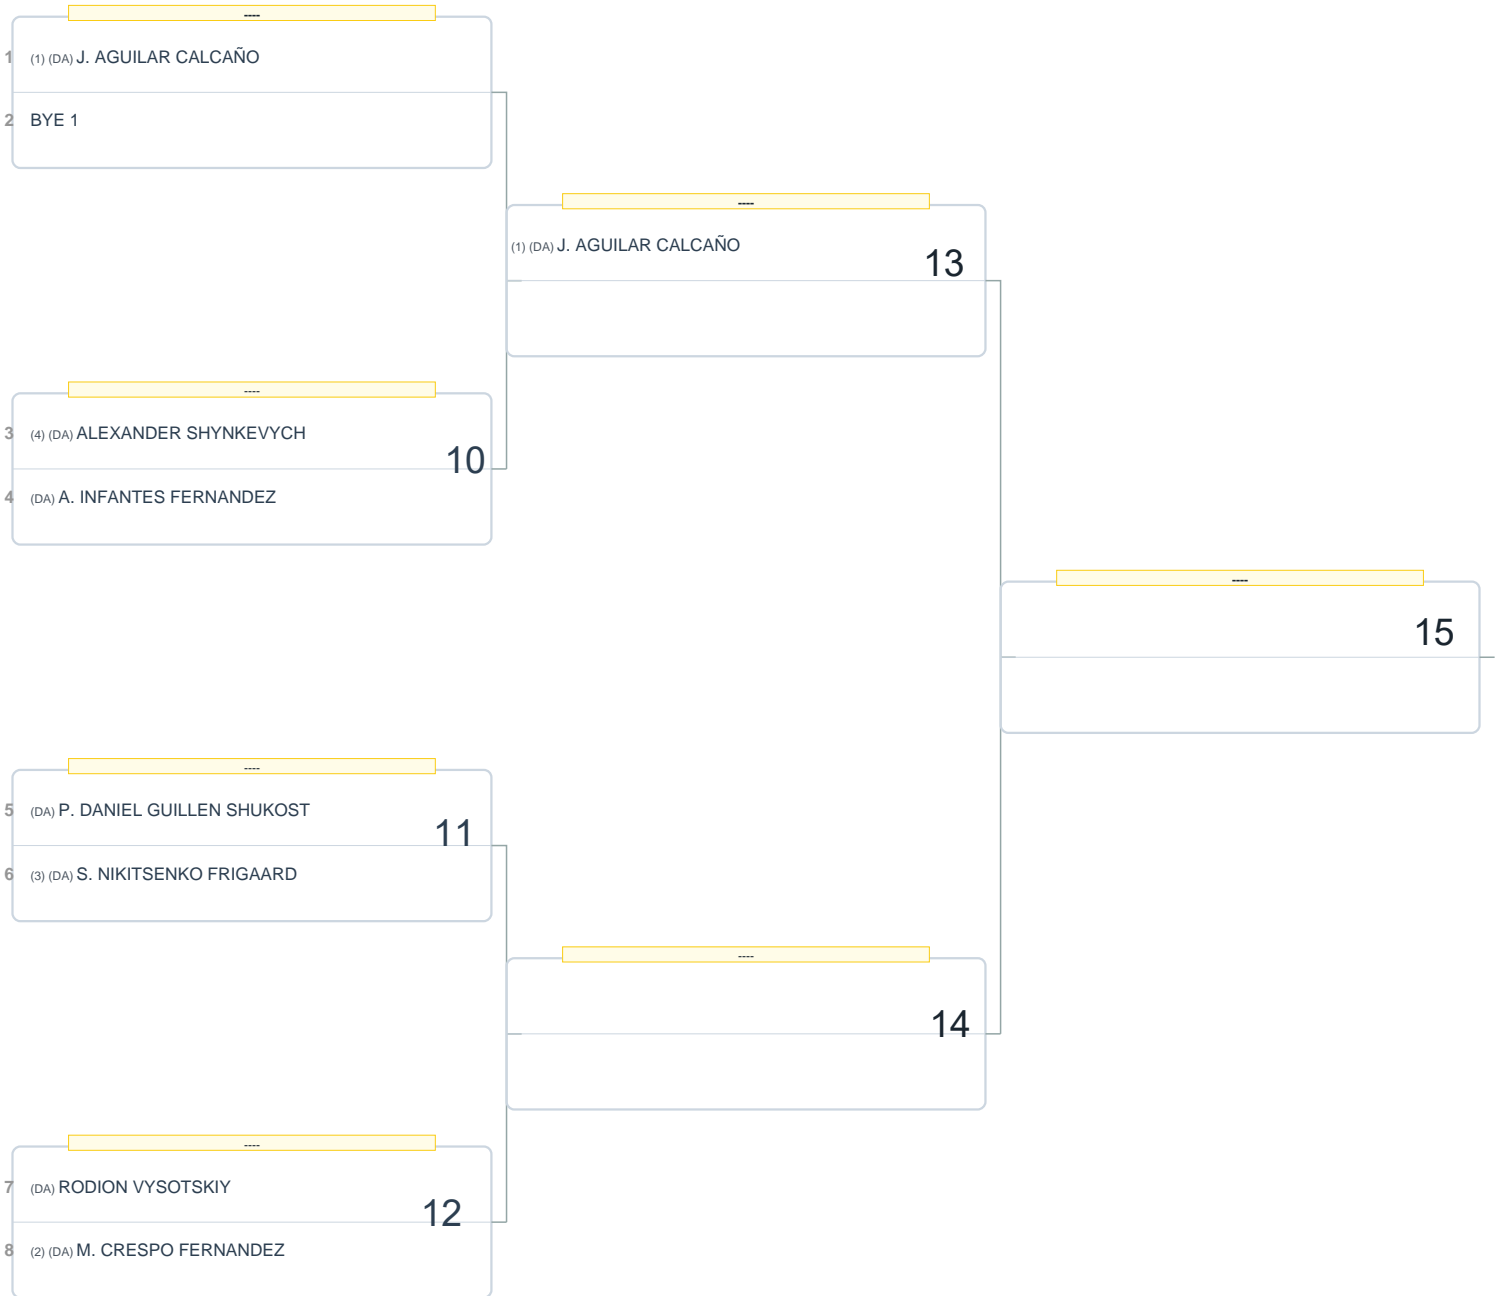 ----
1 (1) (DA) J. AGUILAR CALCAÑO
2 BYE 1
----
(1) (DA) J. AGUILAR CALCAÑO
13
----
3 (4) (DA) ALEXANDER SHYNKEVYCH
10
4 (DA) A. INFANTES FERNANDEZ
----
15
----
5 (DA) P. DANIEL GUILLEN SHUKOST
11
6 (3) (DA) S. NIKITSENKO FRIGAARD
----
14
----
7 (DA) RODION VYSOTSKIY
12
8 (2) (DA) M. CRESPO FERNANDEZ